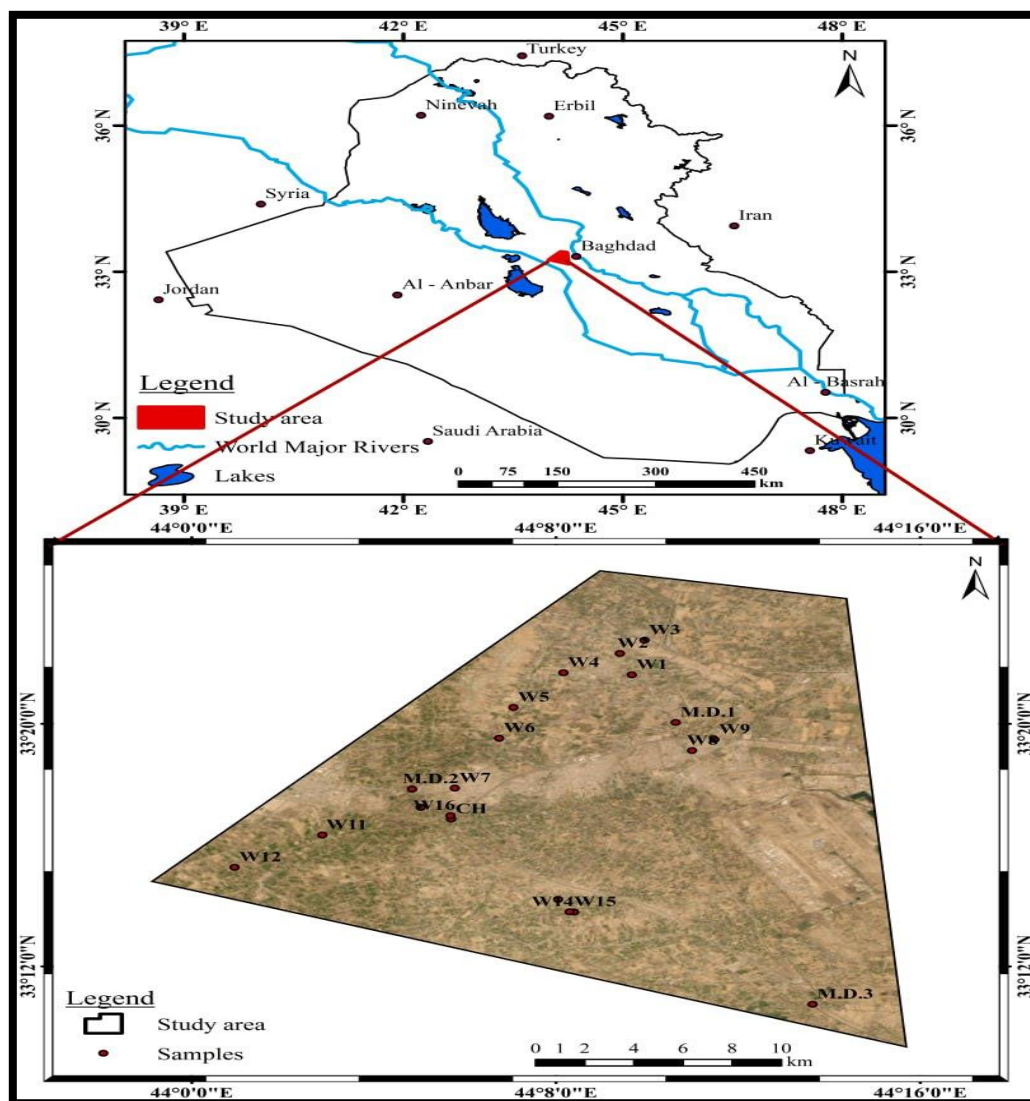 39° E 42° E 45° E 48° E
Turkey
N
Ninevah
Erbil
36° N
Syria
Iran
Baghdad
33° N
Jordan
Al - Anbar
Al - Basrah
Legend
Study area
World Major Rivers
Lakes
Saudi Arabia
30° N
Kuwait
0 75 150 300 450
km
39° E 42° E 45° E 48° E
44°0'0"E 44°8'0"E 44°16'0"E
N
W3
W2
W1
W4
W5
M.D.1
W6
W9
W8
33°20'0"N 33°20'0"N
M.D.2 W7
W16 CH
W11
W12
W14 W15
33°12'0"N 33°12'0"N
M.D.3
Legend
Study area
Samples
0 1 2 4 6 8 10
km
44°0'0"E 44°8'0"E 44°16'0"E